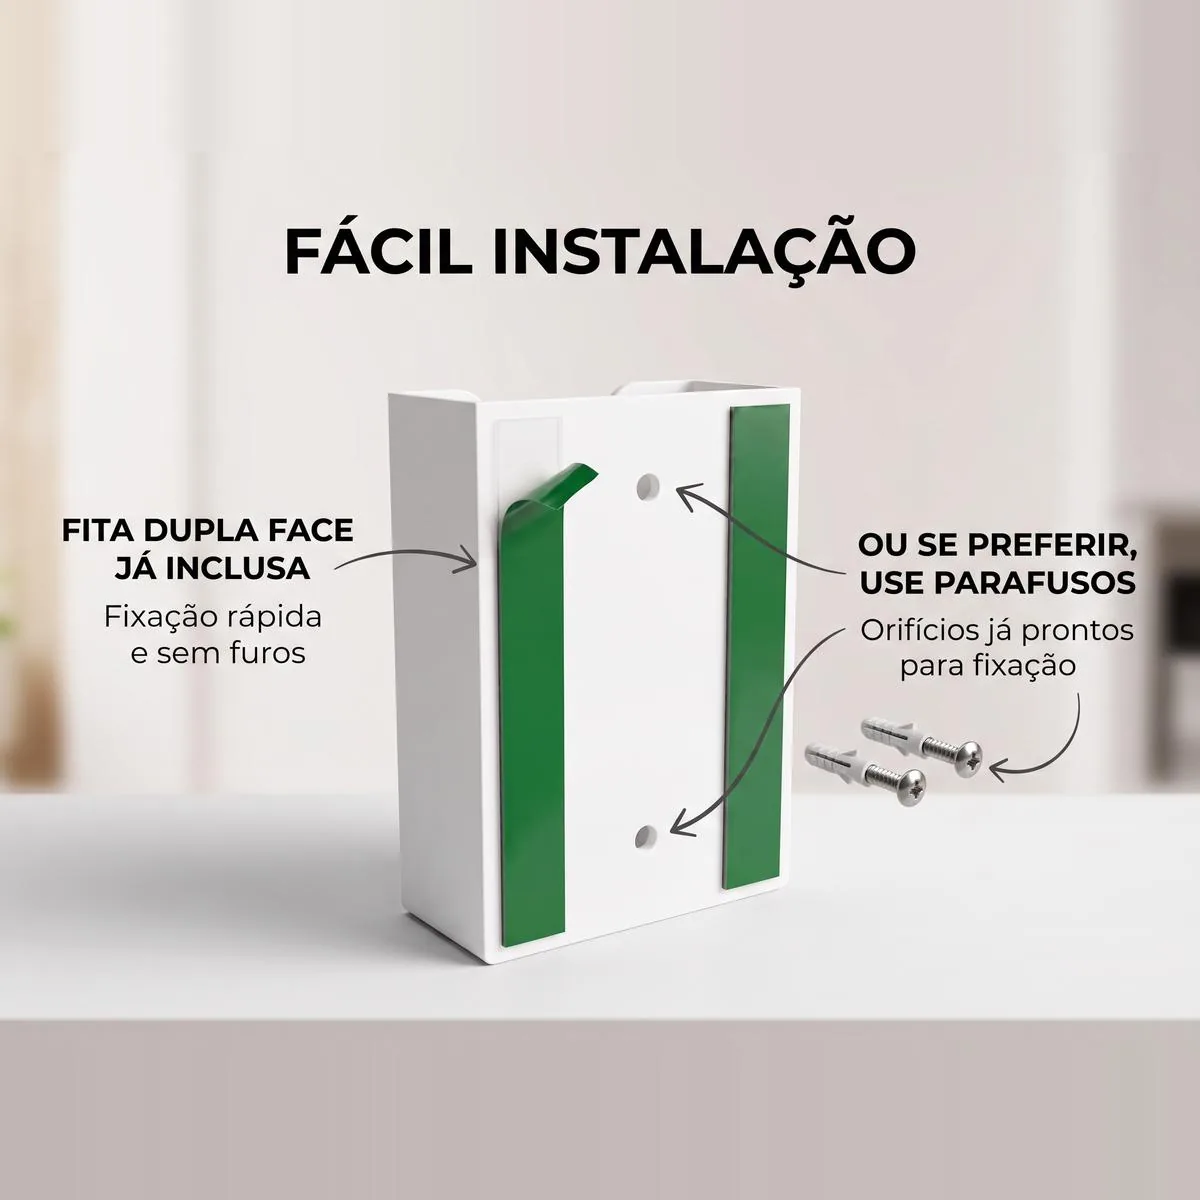 FÁCIL INSTALAÇÃO
FITA DUPLA FACE
JÁ INCLUSA
Fixação rápida
e sem furos
OU SE PREFERIR,
USE PARAFUSOS
Orifícios já prontos
para fixação